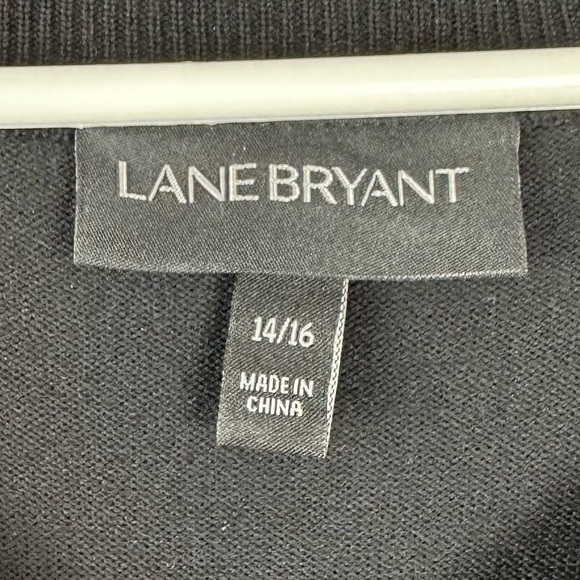 LANE BRYANT
14/16
MADE IN
CHINA